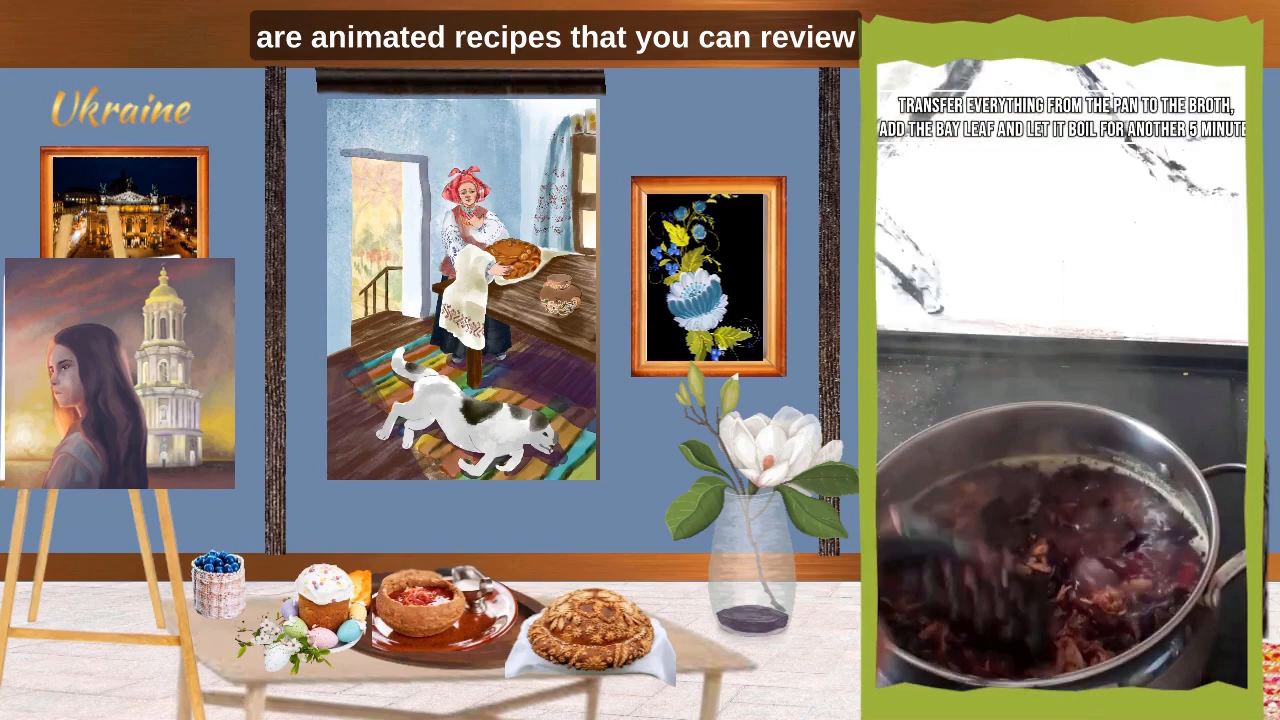 are animated recipes that you can review
Ukraine
TRANSFER EVERYTHING FROM THE PAN TO THE BROTH,
ADD THE BAY LEAF AND LET IT BOIL FOR ANOTHER 5 MINUTE